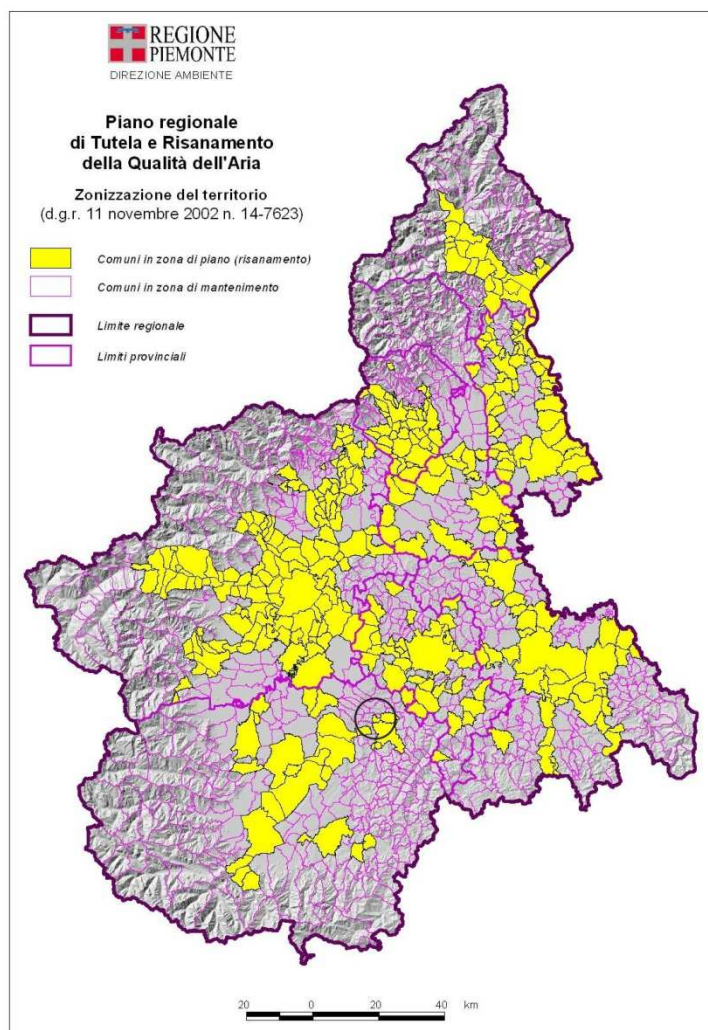 REGIONE
PIEMONTE
DIREZIONE AMBIENTE
Piano regionale
di Tutela e Risanamento
della Qualità dell'Aria
Zonizzazione del territorio
(d.g.r. 11 novembre 2002 n. 14-7623)
Comuni in zona di piano (risanamento)
Comuni in zona di mantenimento
Limite regionale
Limiti provinciali
20 0 20 40 km